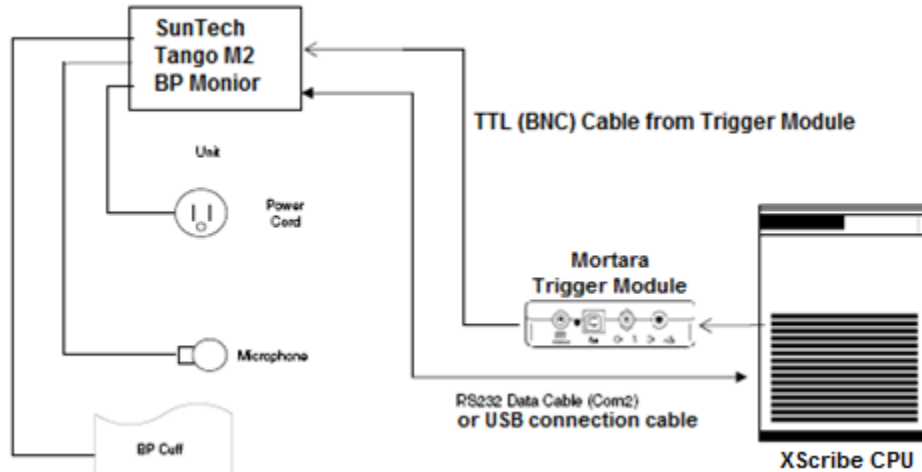 SunTech
Tango M2
BP Monior
TTL (BNC) Cable from Trigger Module
Unit
Power
Cord
Mortara
Trigger Module
Microphone
RS232 Data Cable (Com2)
or USB connection cable
BP Cuff
XScribe CPU